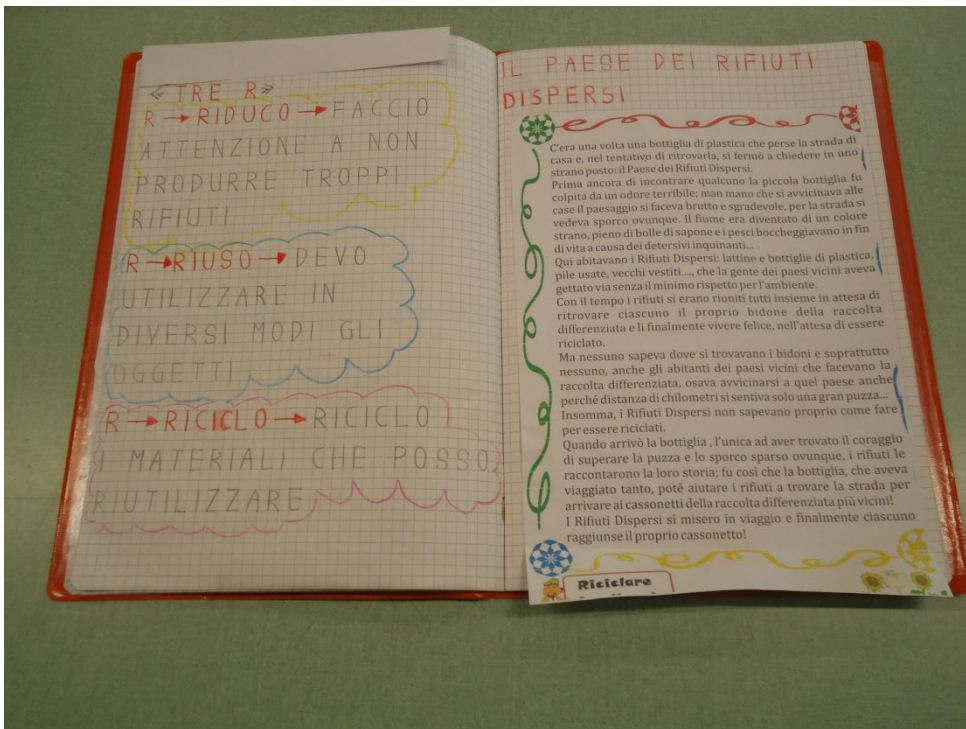 « TRE R»
R → RIDUCO → FACCIO
ATTENZIONE A NON
PRODURRE TROPPI
RIFIUTI
R → RIUSO → DEVO
UTILIZZARE IN
DIVERSI MODI GLI
OGGETTI
R → RICICLO → RICICLO
I MATERIALI CHE POSSO
RIUTILIZZARE
IL PAESE DEI RIFIUTI
DISPERSI
C'era una volta una bottiglia di plastica che perse la strada di
casa e, nel tentativo di ritrovarla, si fermò a chiedere in uno
strano posto: il Paese dei Rifiuti Dispersi.
Prima ancora di incontrare qualcuno la piccola bottiglia fu
colpita da un odore terribile; man mano che si avvicinava alle
case il paesaggio si faceva brutto e sgradevole, per la strada si
vedeva sporco ovunque. Il fiume era diventato di un colore
strano, pieno di bolle di sapone e i pesci boccheggiavano in fin
di vita a causa dei detersivi inquinanti...
Qui abitavano i Rifiuti Dispersi: lattine e bottiglie di plastica,
pile usate, vecchi vestiti...., che la gente dei paesi vicini aveva
gettato via senza il minimo rispetto per l'ambiente.
Con il tempo i rifiuti si erano riuniti tutti insieme in attesa di
ritrovare ciascuno il proprio bidone della raccolta
differenziata e lì finalmente vivere felice, nell'attesa di essere
riciclato.
Ma nessuno sapeva dove si trovavano i bidoni e soprattutto
nessuno, anche gli abitanti dei paesi vicini che facevano la
raccolta differenziata, osava avvicinarsi a quel paese anche
perché distanza di chilometri si sentiva solo una gran puzza...
Insomma, i Rifiuti Dispersi non sapevano proprio come fare
per essere riciclati.
Quando arrivò la bottiglia , l'unica ad aver trovato il coraggio
di superare la puzza e lo sporco sparso ovunque, i rifiuti le
raccontarono la loro storia; fu così che la bottiglia, che aveva
viaggiato tanto, poté aiutare i rifiuti a trovare la strada per
arrivare ai cassonetti della raccolta differenziata più vicini!
I Rifiuti Dispersi si misero in viaggio e finalmente ciascuno
raggiunse il proprio cassonetto!
Riciclare